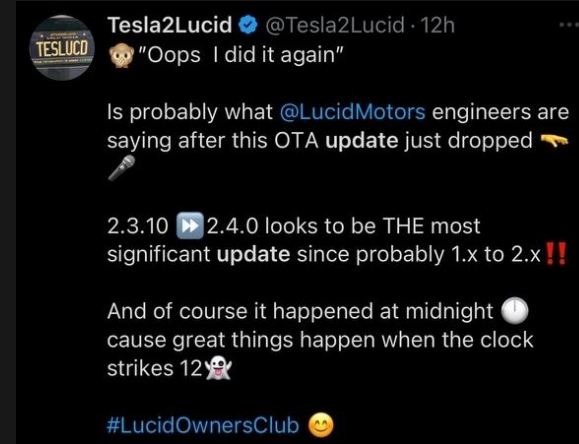 Tesla2Lucid @Tesla2Lucid · 12h
TESLUCD
🙊"Oops I did it again"
Is probably what @LucidMotors engineers are
saying after this OTA update just dropped 🫳
🎤
2.3.10 ⏩ 2.4.0 looks to be THE most
significant update since probably 1.x to 2.x‼️
And of course it happened at midnight 🕛
cause great things happen when the clock
strikes 12👻
#LucidOwnersClub 😊